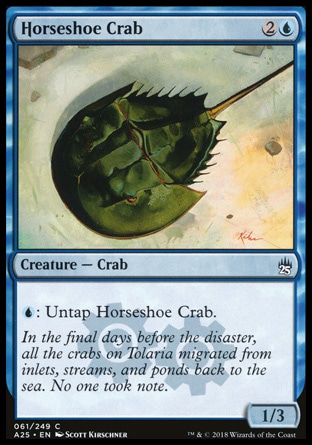 Horseshoe Crab 2
Kirs
25
Creature — Crab
: Untap Horseshoe Crab.
In the final days before the disaster,
all the crabs on Tolaria migrated from
inlets, streams, and ponds back to the
sea. No one took note.
1/3
061/249 C
A25 • EN Scott Kirschner
™ & © 2018 Wizards of the Coast